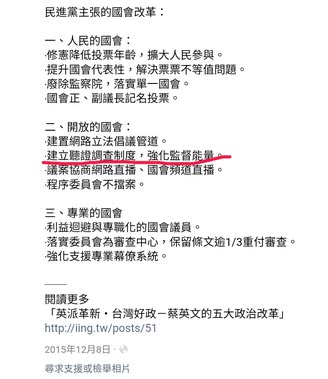 民進黨主張的國會改革：
一、人民的國會：
‧修憲降低投票年齡，擴大人民參與。
‧提升國會代表性，解決票票不等值問題。
‧廢除監察院，落實單一國會。
‧國會正、副議長記名投票。
二、開放的國會：
‧建置網路立法倡議管道。
‧建立聽證調查制度，強化監督能量。
‧議案協商網路直播、國會頻道直播。
‧程序委員會不擋案。
三、專業的國會
‧利益迴避與專職化的國會議員。
‧落實委員會為審查中心，保留條文逾1/3重付審查。
‧強化支援專業幕僚系統。
閱讀更多
「英派革新‧台灣好政－蔡英文的五大政治改革」
http://iing.tw/posts/51
2015年12月8日 ·
尋求支援或檢舉相片